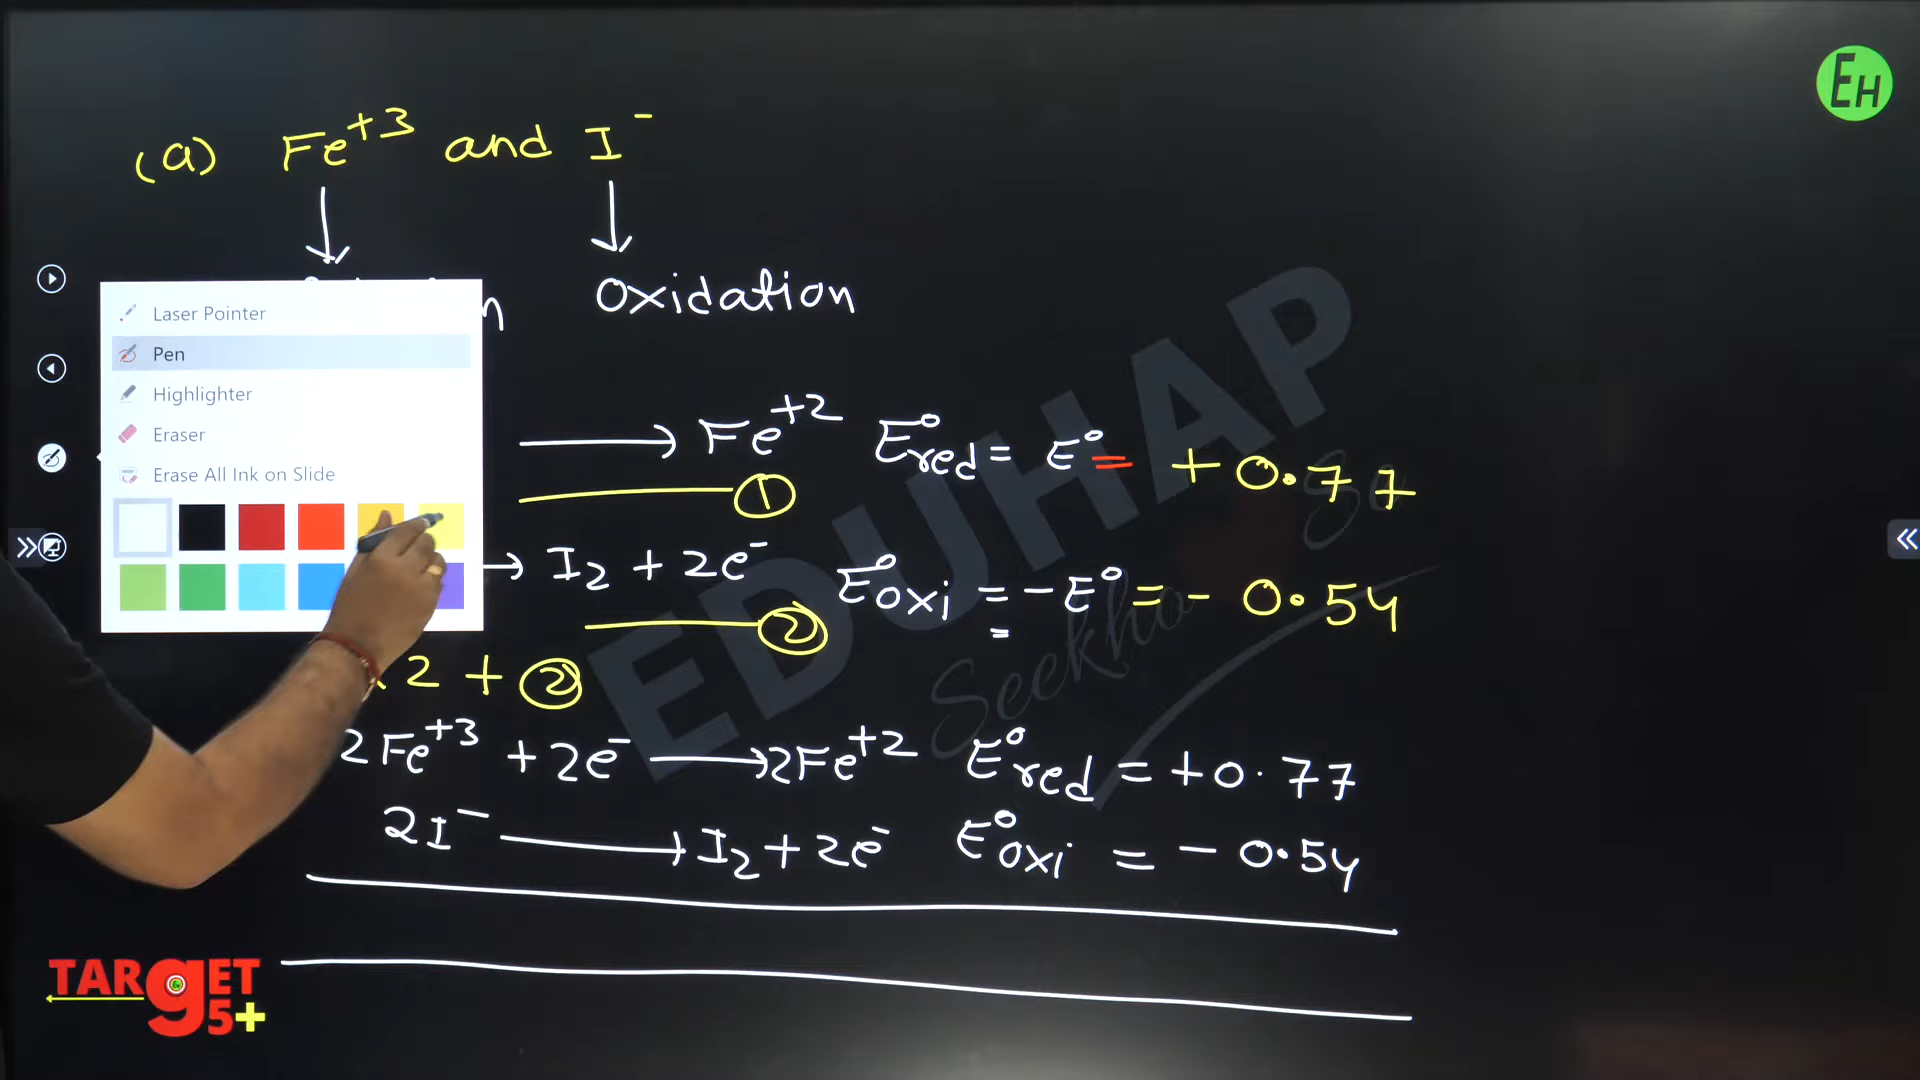 EH
(a) Fe+3 and I-
Oxidation
Laser Pointer
Pen
Highlighter
Eraser
Erase All Ink on Slide
→ Fe+2 E°red = E° = + 0.77
①
→ I2 + 2e- E°oxi = - E° = - 0.54
=
②
2 + ②
2Fe+3 + 2e- → 2Fe+2 E°red = +0.77
2I- → I2 + 2e- E°oxi = - 0.54
EDUHAP
Seekho
TARgET
95+